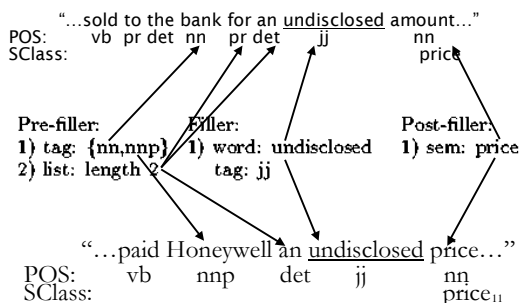 “…sold to the bank for an undisclosed amount…”
POS: vb pr det nn pr det jj nn
SClass: price
Pre-filler: Filler: Post-filler:
1) tag: {nn,nnp} 1) word: undisclosed 1) sem: price
2) list: length 2 tag: jj
“…paid Honeywell an undisclosed price…”
POS: vb nnp det jj nn
SClass: price
11